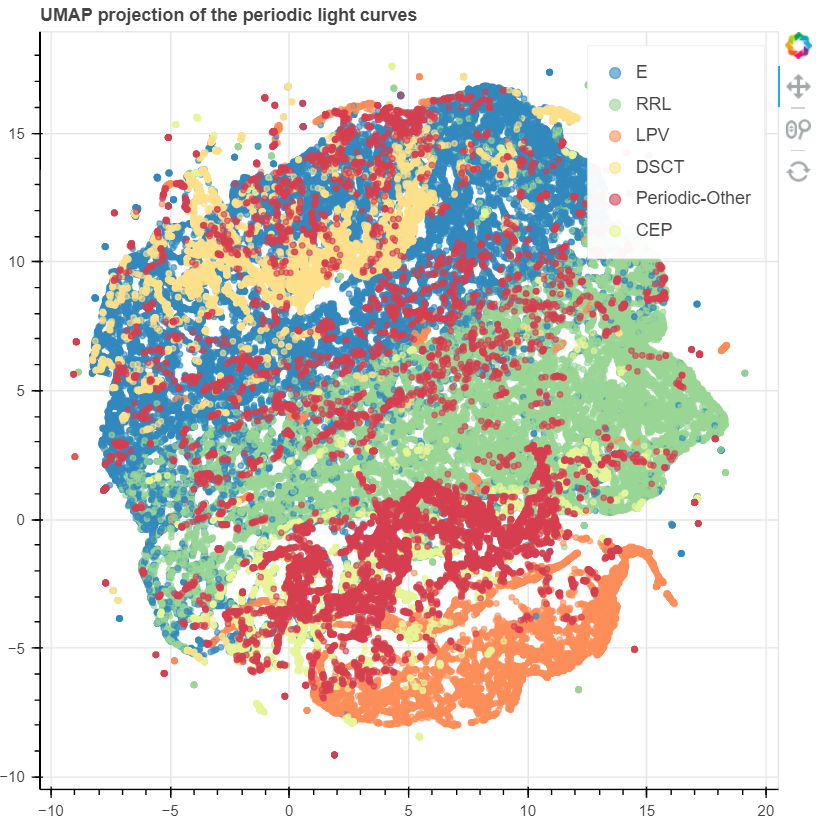 UMAP projection of the periodic light curves
E
RRL
LPV
DSCT
Periodic-Other
CEP
15
10
5
0
−5
−10
−10 −5 0 5 10 15 20